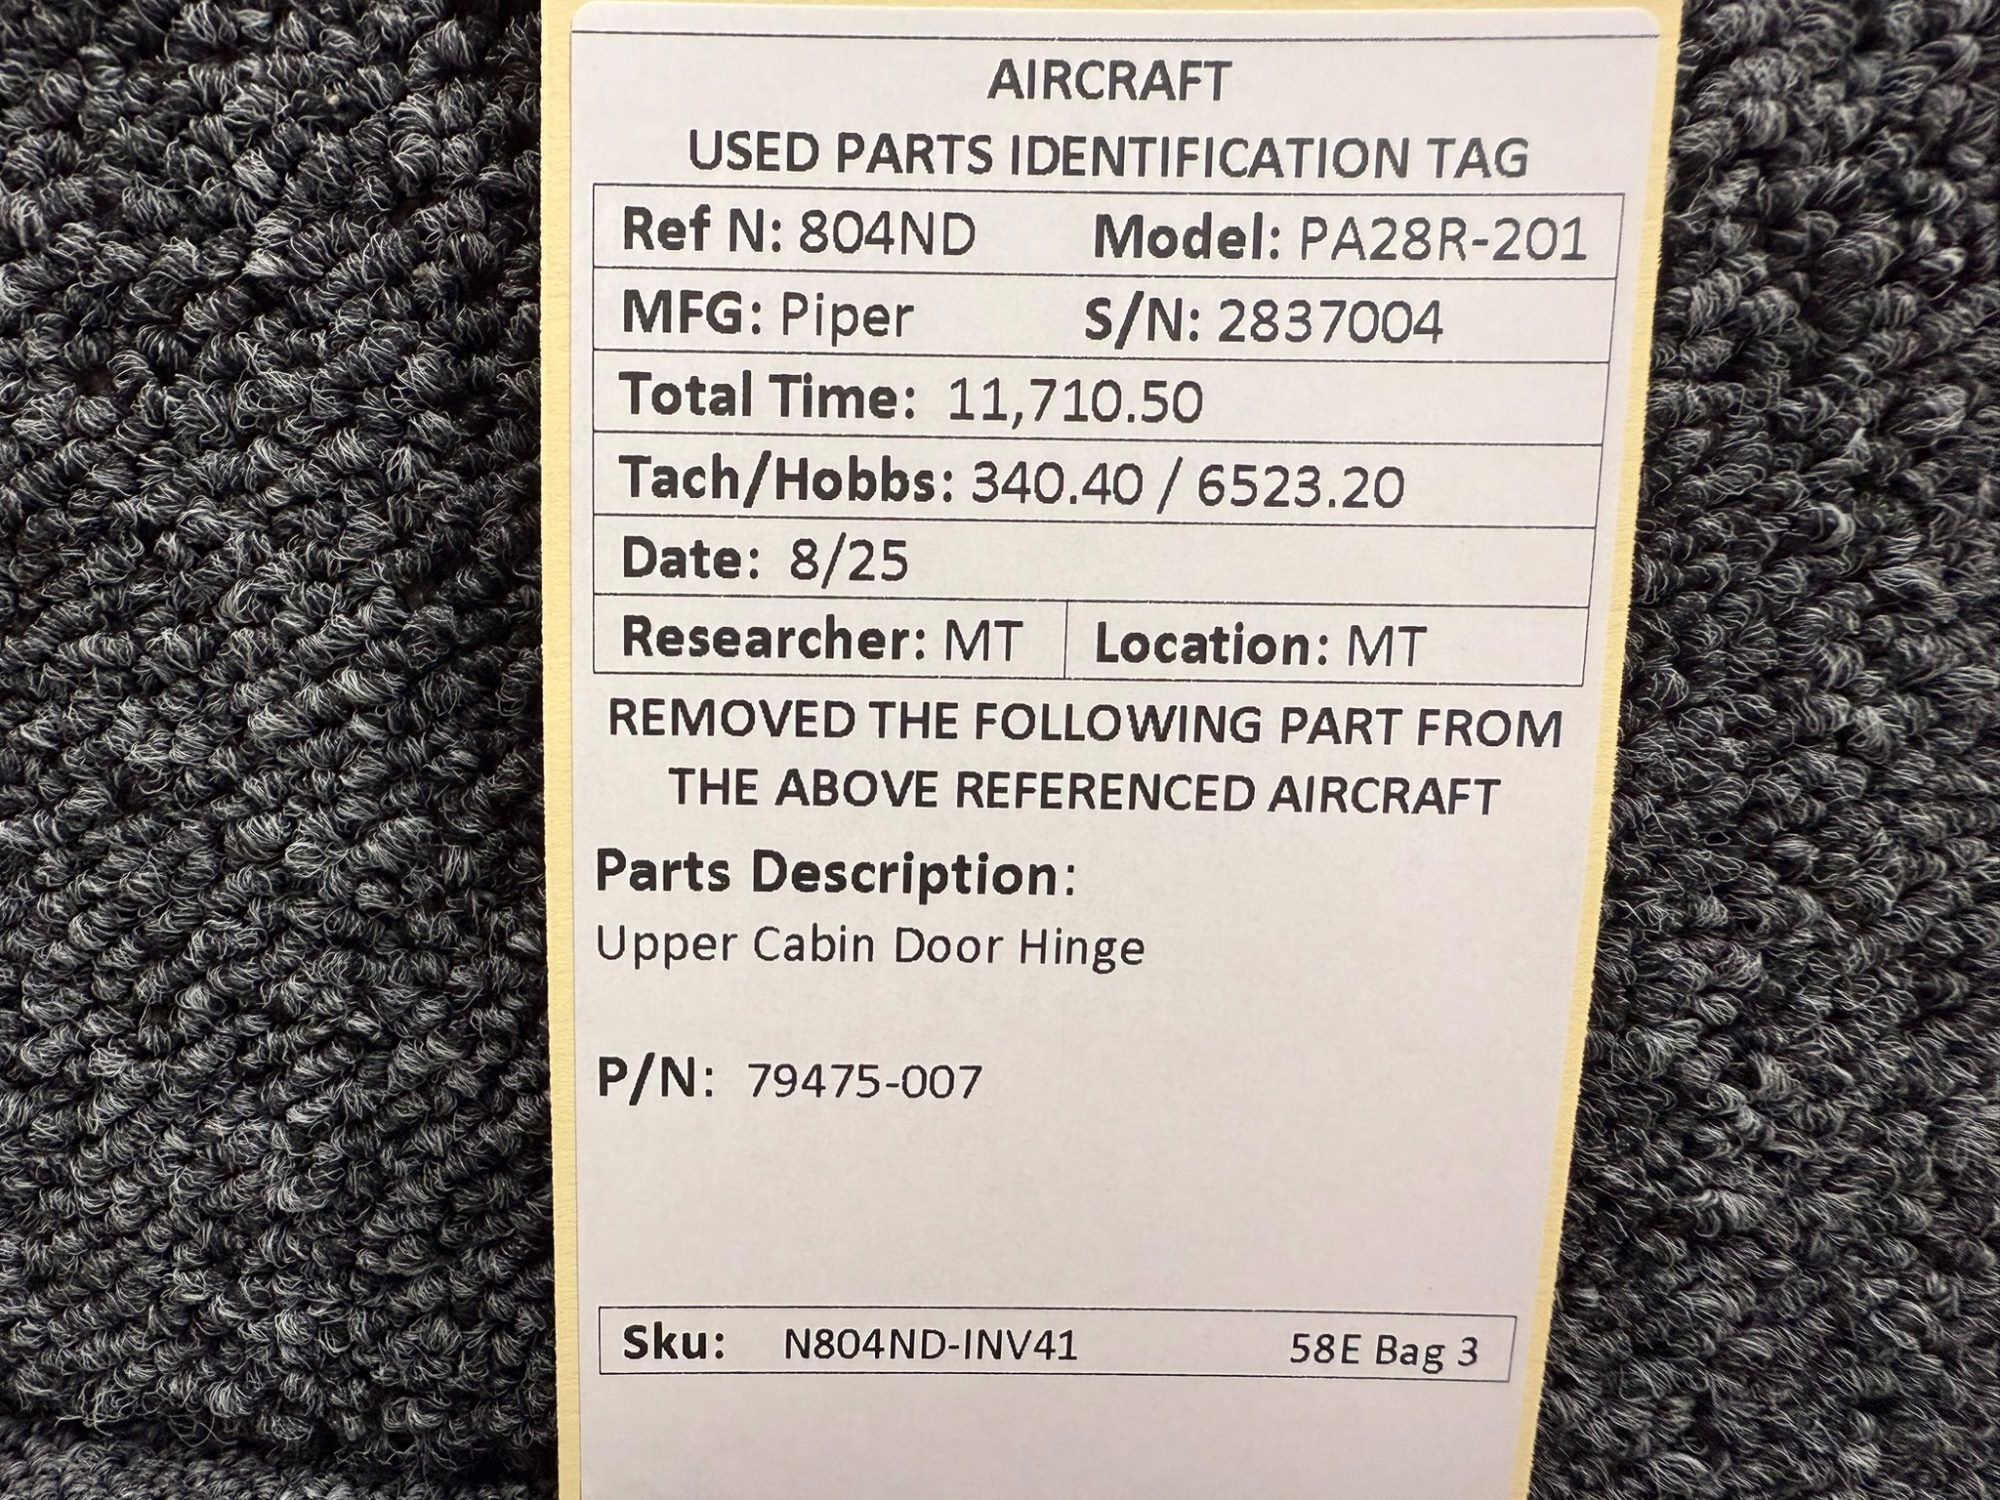 AIRCRAFT
USED PARTS IDENTIFICATION TAG
Ref N: 804ND Model: PA28R-201
MFG: Piper S/N: 2837004
Total Time: 11,710.50
Tach/Hobbs: 340.40 / 6523.20
Date: 8/25
Researcher: MT Location: MT
REMOVED THE FOLLOWING PART FROM
THE ABOVE REFERENCED AIRCRAFT
Parts Description:
Upper Cabin Door Hinge
P/N: 79475-007
Sku: N804ND-INV41 58E Bag 3